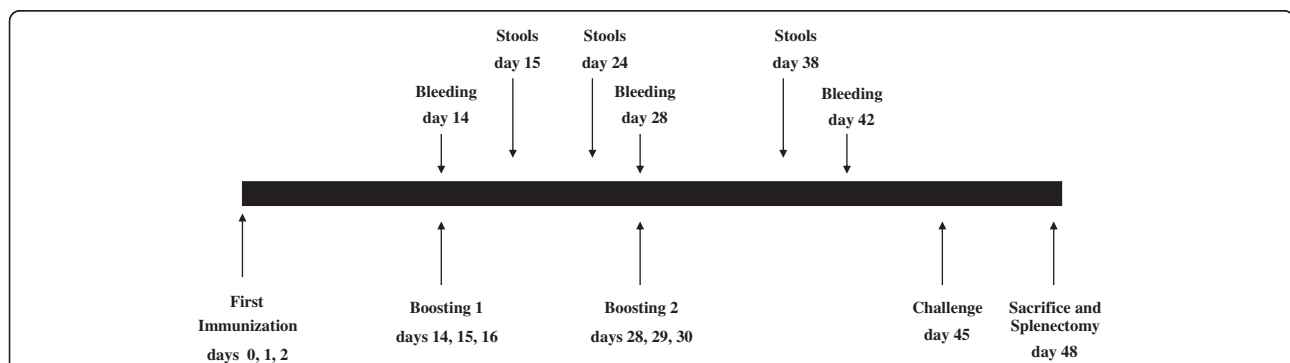 Stools
day 15
Stools
day 24
Stools
day 38
Bleeding
day 14
Bleeding
day 28
Bleeding
day 42
First
Immunization
days 0, 1, 2
Boosting 1
days 14, 15, 16
Boosting 2
days 28, 29, 30
Challenge
day 45
Sacrifice and
Splenectomy
day 48